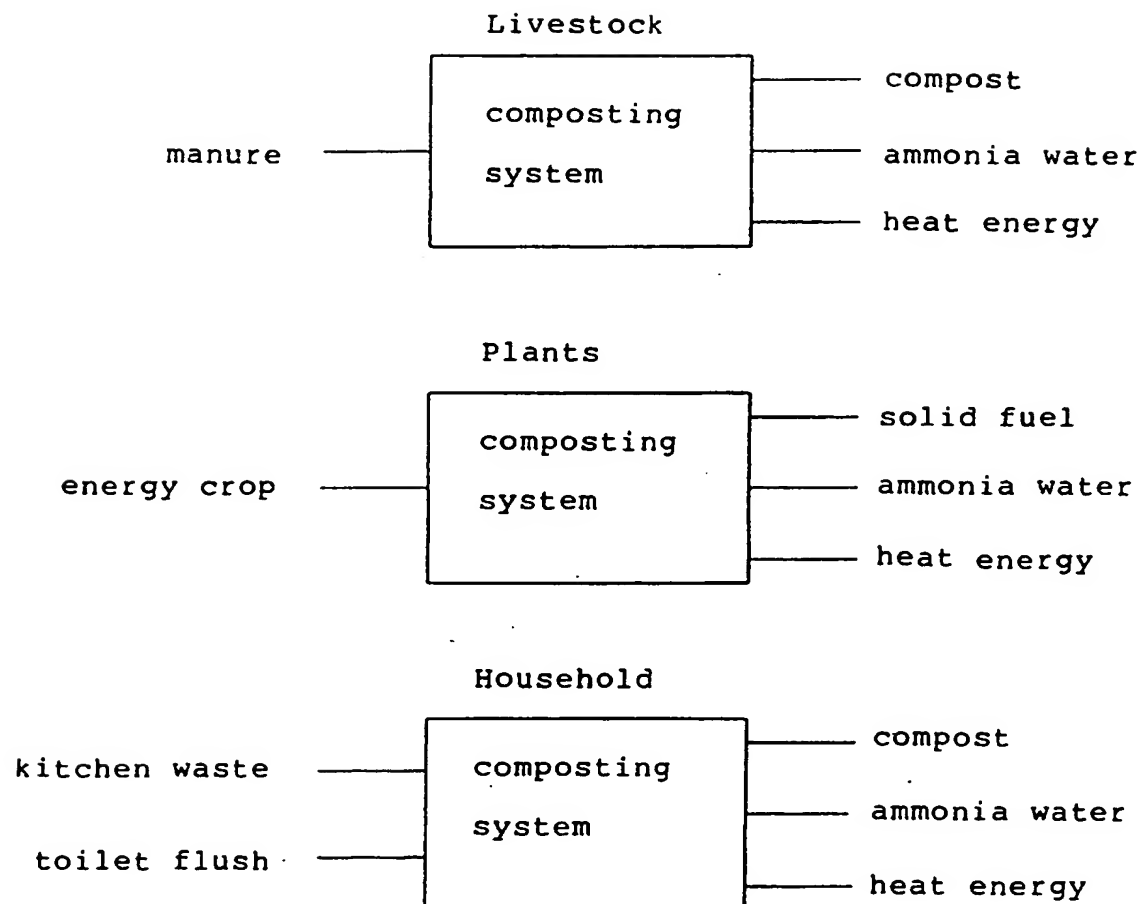 Livestock
manure
composting
system
compost
ammonia water
heat energy
Plants
energy crop
composting
system
solid fuel
ammonia water
heat energy
Household
kitchen waste
toilet flush
composting
system
compost
ammonia water
heat energy